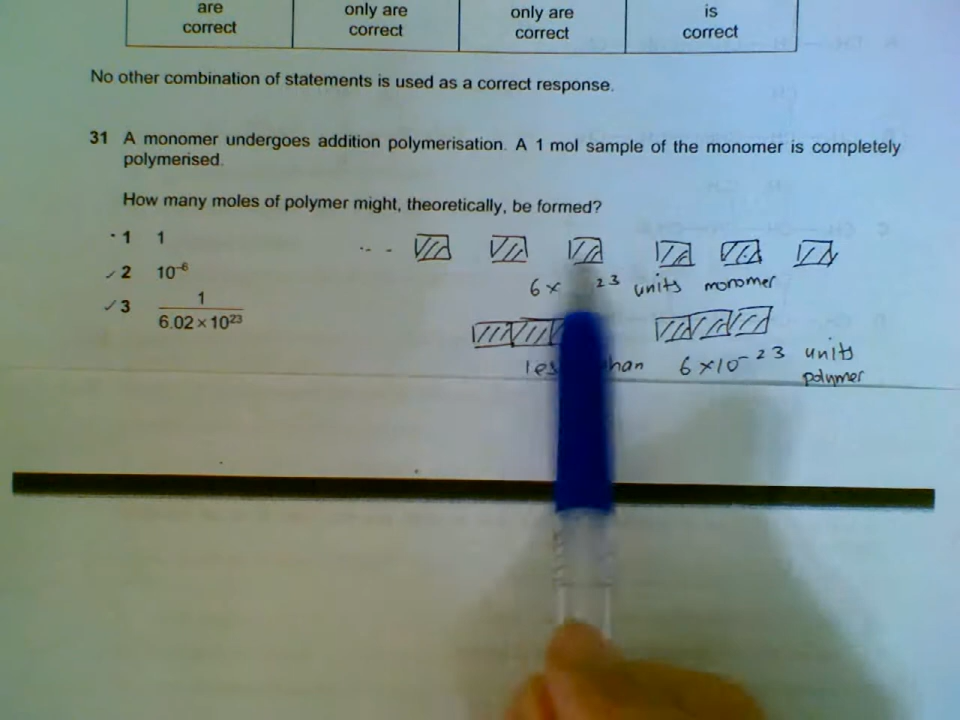 are
correct
only are
correct
only are
correct
is
correct
No other combination of statements is used as a correct response.
31 A monomer undergoes addition polymerisation. A 1 mol sample of the monomer is completely
polymerised.
How many moles of polymer might, theoretically, be formed?
1 1
✓ 2 10⁻⁶
✓ 3 1
6.02 × 10²³
6 × 23 units monomer
6 × 10⁻²³ units
polymer